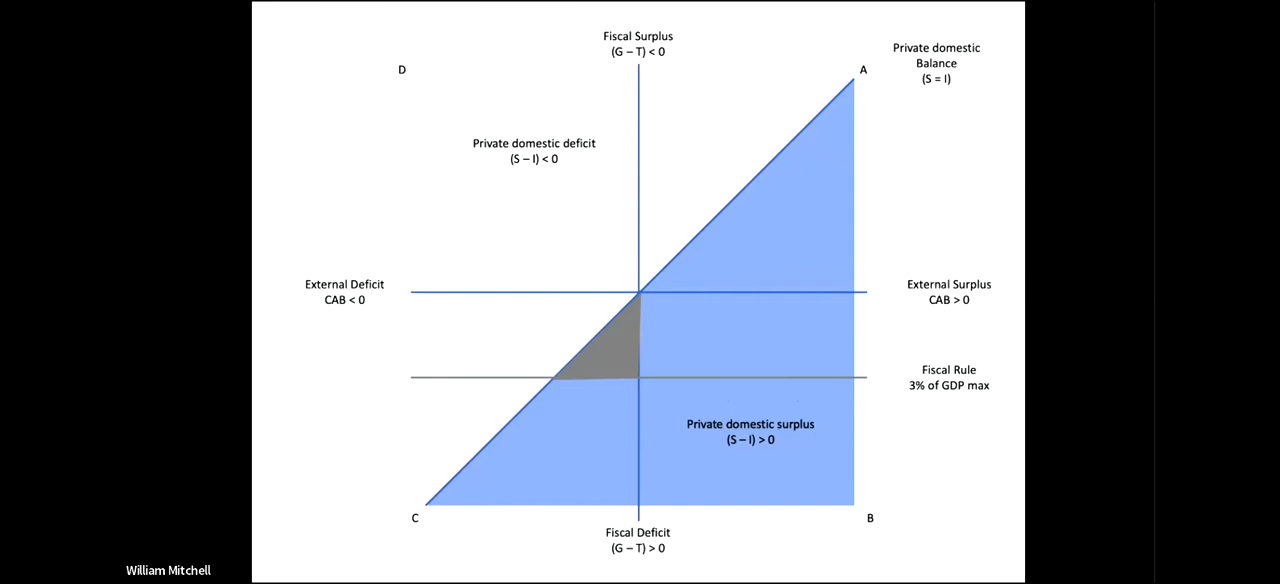 Fiscal Surplus
(G – T) < 0
Private domestic
Balance
(S = I)
D
A
Private domestic deficit
(S – I) < 0
External Deficit
CAB < 0
External Surplus
CAB > 0
Fiscal Rule
3% of GDP max
Private domestic surplus
(S – I) > 0
C
B
Fiscal Deficit
(G – T) > 0
William Mitchell